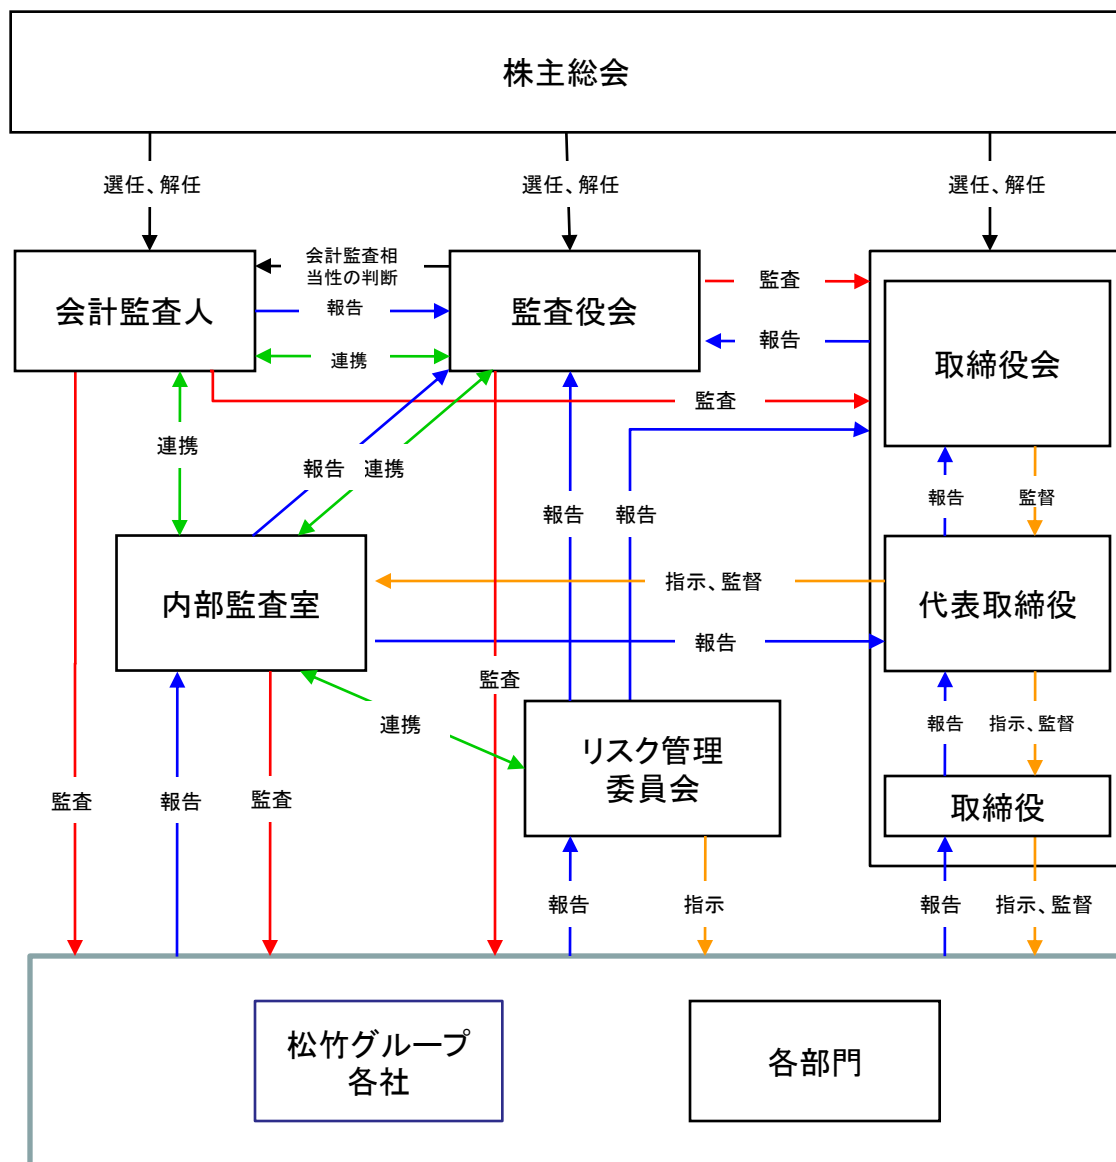 株主総会
選任、解任
選任、解任
選任、解任
会計監査相
当性の判断
監査
会計監査人
報告
監査役会
報告
取締役会
連携
監査
連携
報告
連携
報告
監督
報告
報告
指示、監督
内部監査室
代表取締役
報告
監査
連携
報告
指示、監督
リスク管理
委員会
監査
報告
監査
取締役
報告
指示
報告
指示、監督
松竹グループ
各社
各部門